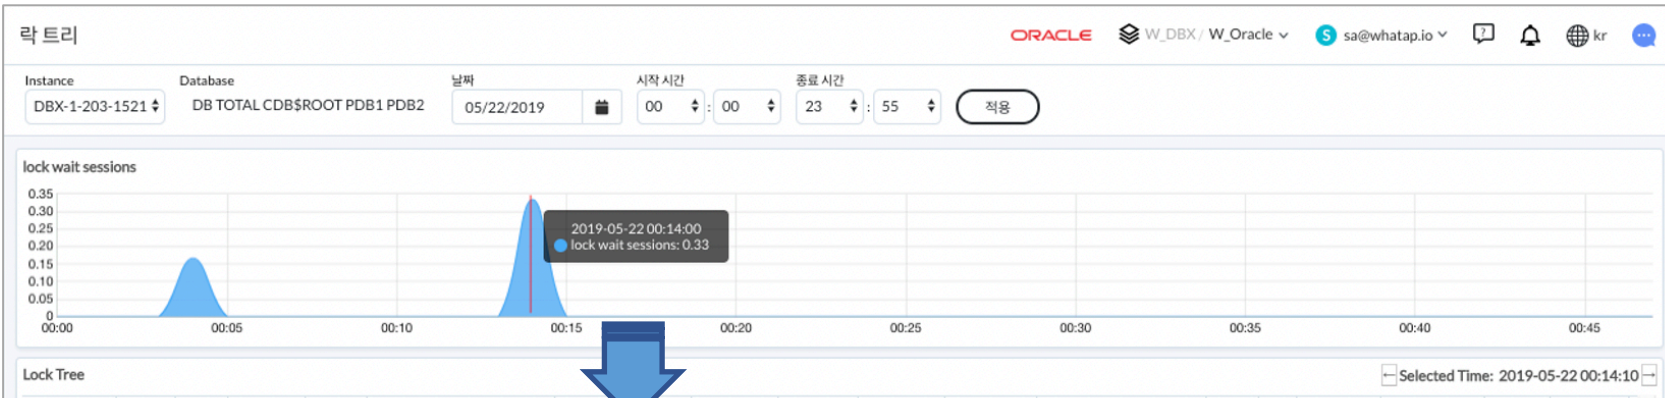 락 트리
ORACLE W_DBX / W_Oracle S sa@whatap.io ? kr
Instance Database 날짜 시작 시간 종료 시간
DBX-1-203-1521 DB TOTAL CDB$ROOT PDB1 PDB2 05/22/2019 00 : 00 23 : 55 적용
lock wait sessions
0.35
0.30
0.25
0.20
0.15
0.10
0.05
0
2019-05-22 00:14:00
lock wait sessions: 0.33
00:00 00:05 00:10 00:15 00:20 00:25 00:30 00:35 00:40 00:45
Lock Tree ← Selected Time: 2019-05-22 00:14:10 →